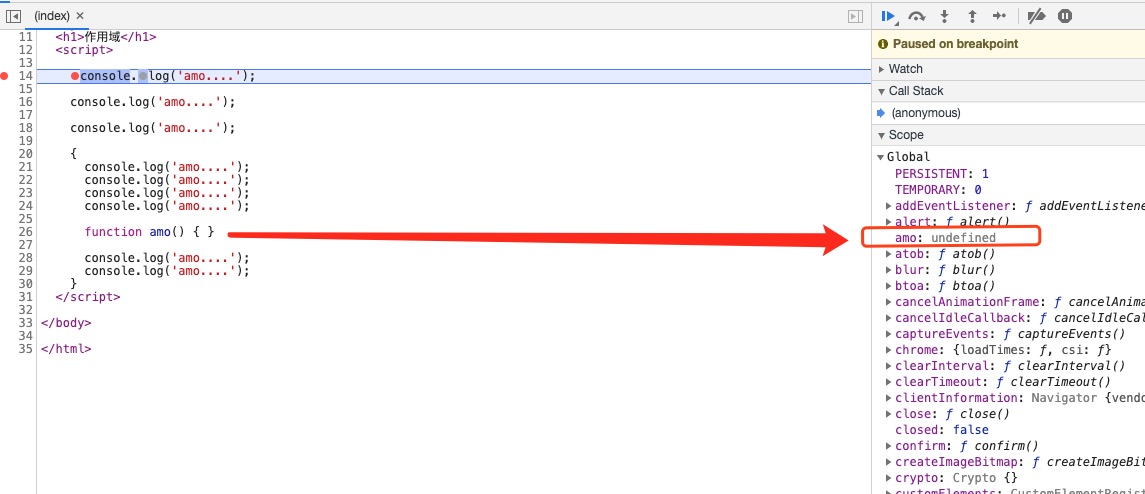 (index) ×
11 <h1>作用域</h1>
12 <script>
13
14 console.log('amo....');
15
16 console.log('amo....');
17
18 console.log('amo....');
19
20 {
21 console.log('amo....');
22 console.log('amo....');
23 console.log('amo....');
24 console.log('amo....');
25
26 function amo() { }
27
28 console.log('amo....');
29 console.log('amo....');
30 }
31 </script>
32
33 </body>
34
35 </html>
Paused on breakpoint
Watch
Call Stack
(anonymous)
Scope
Global
PERSISTENT: 1
TEMPORARY: 0
addEventListener: ƒ addEventListene
alert: ƒ alert()
amo: undefined
atob: ƒ atob()
blur: ƒ blur()
btoa: ƒ btoa()
cancelAnimationFrame: ƒ cancelAnima
cancelIdleCallback: ƒ cancelIdleCal
captureEvents: ƒ captureEvents()
chrome: {loadTimes: ƒ, csi: ƒ}
clearInterval: ƒ clearInterval()
clearTimeout: ƒ clearTimeout()
clientInformation: Navigator {vendo
close: ƒ close()
closed: false
confirm: ƒ confirm()
createImageBitmap: ƒ createImageBit
crypto: Crypto {}
customElements: CustomElementRegist